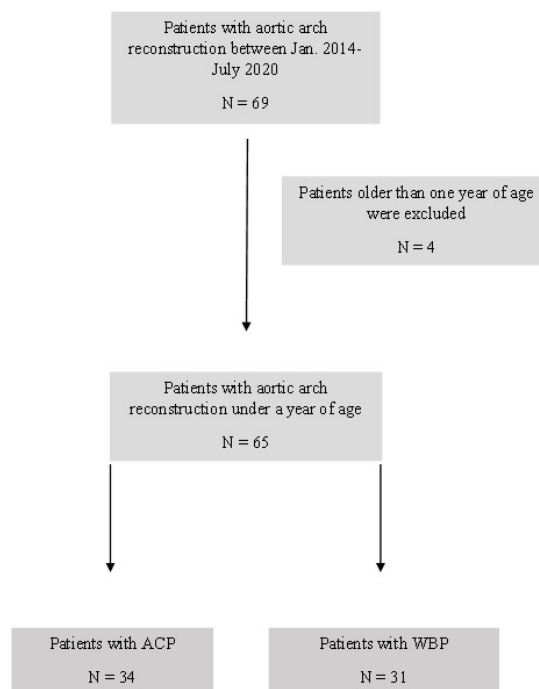 Patients with aortic arch
reconstruction between Jan. 2014-
July 2020
N = 69
Patients older than one year of age
were excluded
N = 4
Patients with aortic arch
reconstruction under a year of age
N = 65
Patients with ACP
N = 34
Patients with WBP
N = 31